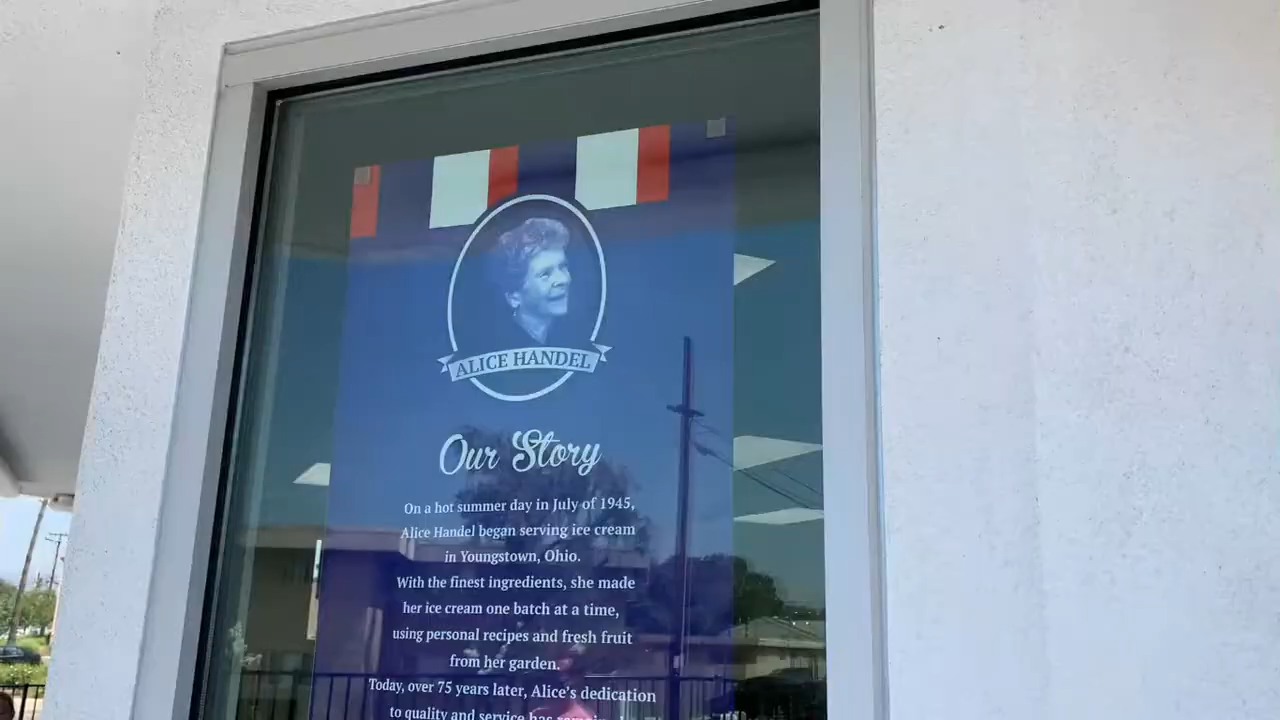 ALICE HANDEL
Our Story
On a hot summer day in July of 1945,
Alice Handel began serving ice cream
in Youngstown, Ohio.
With the finest ingredients, she made
her ice cream one batch at a time,
using personal recipes and fresh fruit
from her garden.
Today, over 75 years later, Alice's dedication
to quality and service has